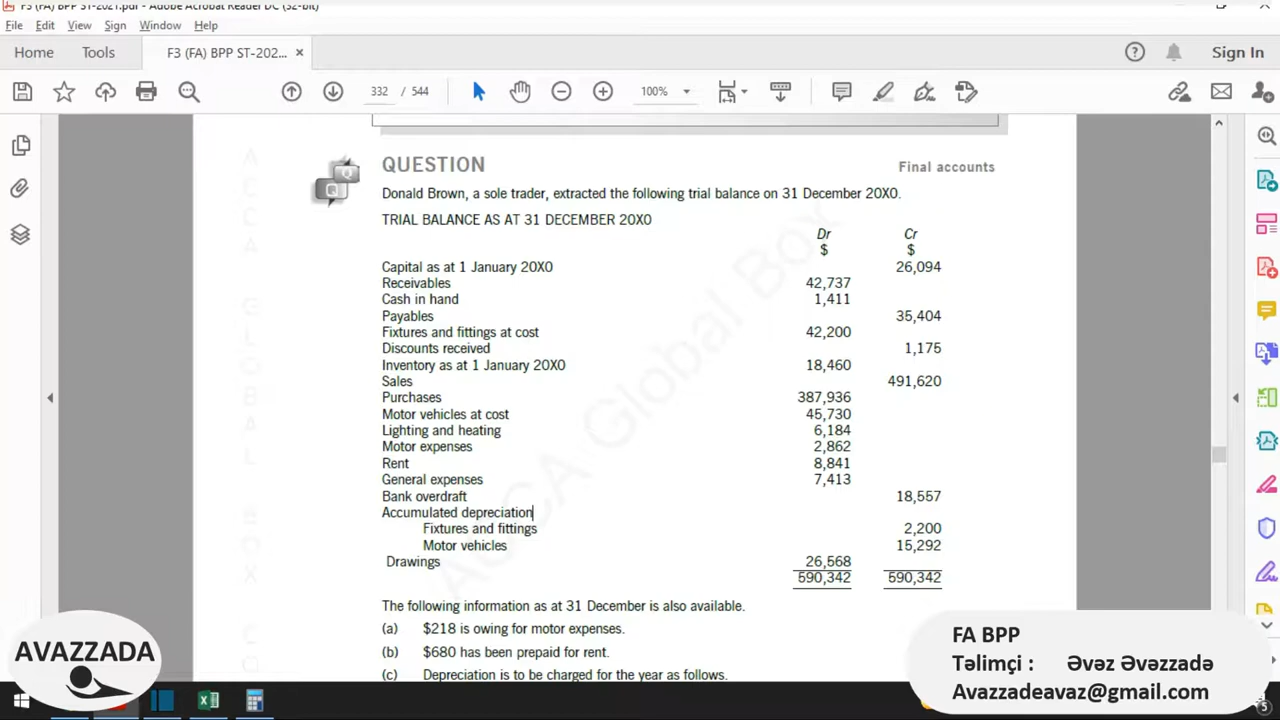 F3 (FA) BPP ST-2021.pdf - Adobe Acrobat Reader DC (32-bit)
File Edit View Sign Window Help
Home Tools F3 (FA) BPP ST-202... × Sign In
332 / 544 100%
QUESTION Final accounts
Donald Brown, a sole trader, extracted the following trial balance on 31 December 20X0.
TRIAL BALANCE AS AT 31 DECEMBER 20X0
Dr Cr
$ $
Capital as at 1 January 20X0 26,094
Receivables 42,737
Cash in hand 1,411
Payables 35,404
Fixtures and fittings at cost 42,200
Discounts received 1,175
Inventory as at 1 January 20X0 18,460
Sales 491,620
Purchases 387,936
Motor vehicles at cost 45,730
Lighting and heating 6,184
Motor expenses 2,862
Rent 8,841
General expenses 7,413
Bank overdraft 18,557
Accumulated depreciation
Fixtures and fittings 2,200
Motor vehicles 15,292
Drawings 26,568
590,342 590,342
The following information as at 31 December is also available.
(a) $218 is owing for motor expenses.
(b) $680 has been prepaid for rent.
(c) Depreciation is to be charged for the year as follows.
ACCA Global Box
ACCA GLOBAL BOX
AVAZZADA
FA BPP
Təlimçi : Əvəz Əvəzzadə
Avazzadeavaz@gmail.com
5